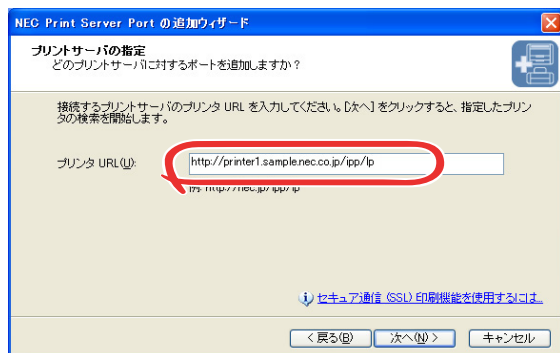 NEC Print Server Port の追加ウィザード
プリントサーバの指定
どのプリントサーバに対するポートを追加しますか？
接続するプリントサーバのプリンタ URL を入力してください。[次へ] をクリックすると、指定したプリン
タの検索を開始します。
プリンタ URL(U):
http://printer1.sample.nec.co.jp/ipp/lp
例: http://nec.jp/ipp/lp
セキュア通信 (SSL) 印刷機能を使用するには...
< 戻る(B)
次へ(N) >
キャンセル